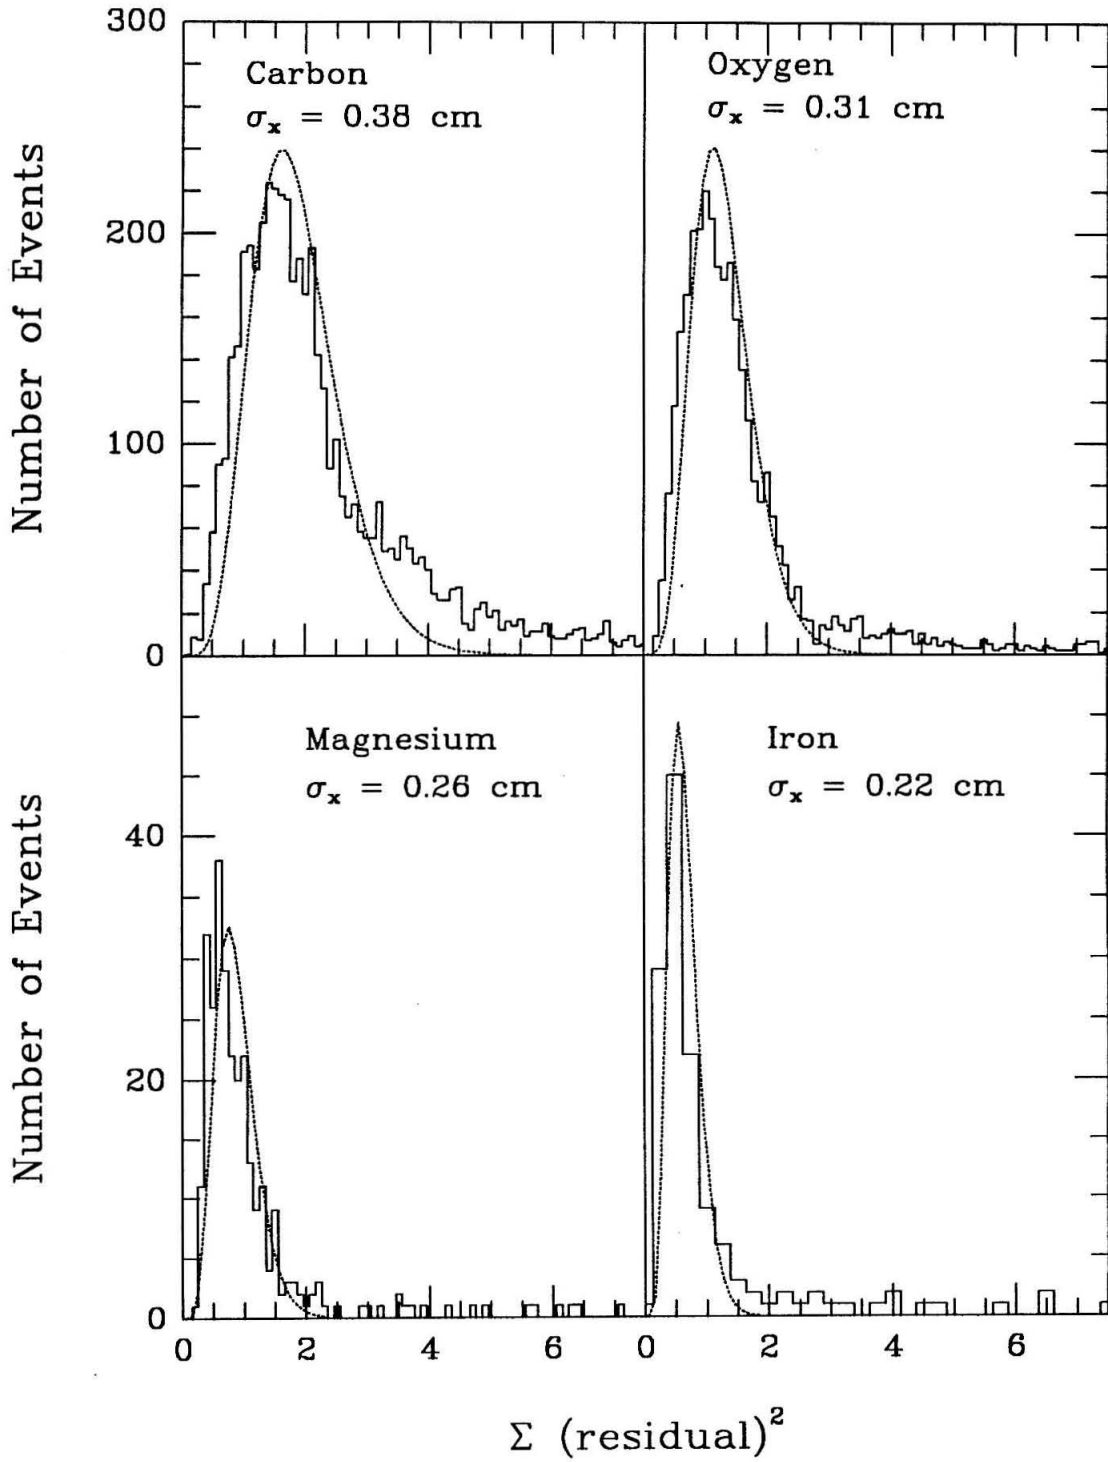 300
Carbon
σx = 0.38 cm
Oxygen
σx = 0.31 cm
200
100
0
Number of Events
Magnesium
σx = 0.26 cm
Iron
σx = 0.22 cm
40
20
0
Number of Events
0 2 4 6 0 2 4 6
Σ (residual)²